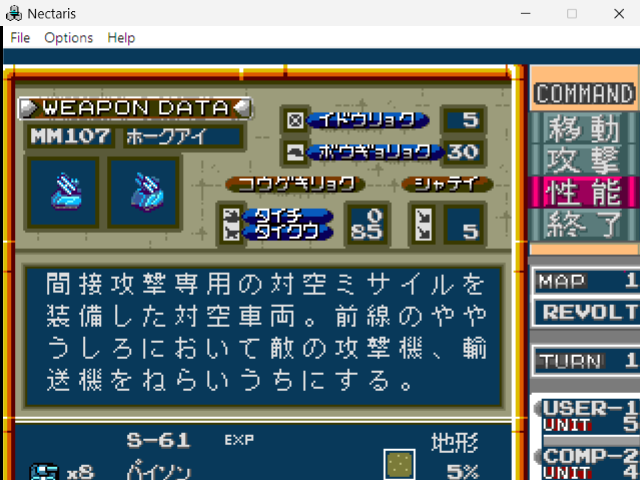 Nectaris
File Options Help
WEAPON DATA
MM107 ホークアイ
イドウリョク 5
ボウギョリョク 30
コウゲキリョク シャテイ
タイチ 0
タイクウ 85 5
間接攻撃専用の対空ミサイルを
装備した対空車両。前線のやや
うしろにおいて敵の攻撃機、輸
送機をねらいうちにする。
S-61 EXP 地形
x8 バイソン 5%
COMMAND
移動
攻撃
性能
終了
MAP 1
REVOLT
TURN 1
USER-1
UNIT 5
COMP-2
UNIT 4